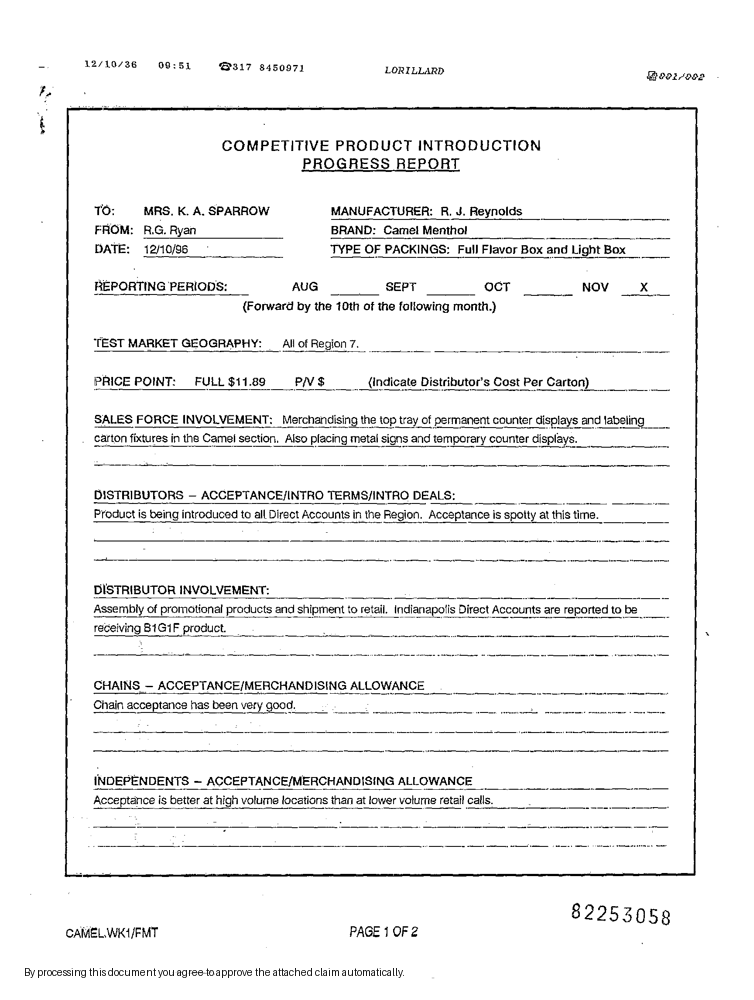 12/10/36 09:51 ☎317 8450971 LORILLARD 001/002
COMPETITIVE PRODUCT INTRODUCTION
PROGRESS REPORT
TO: MRS. K. A. SPARROW MANUFACTURER: R. J. Reynolds
FROM: R.G. Ryan BRAND: Camel Menthol
DATE: 12/10/96 TYPE OF PACKINGS: Full Flavor Box and Light Box
REPORTING PERIODS: AUG SEPT OCT NOV X
(Forward by the 10th of the following month.)
TEST MARKET GEOGRAPHY: All of Region 7.
PRICE POINT: FULL $11.89 P/V $ (Indicate Distributor's Cost Per Carton)
SALES FORCE INVOLVEMENT: Merchandising the top tray of permanent counter displays and labeling
carton fixtures in the Camel section. Also placing metal signs and temporary counter displays.
DISTRIBUTORS – ACCEPTANCE/INTRO TERMS/INTRO DEALS:
Product is being introduced to all Direct Accounts in the Region. Acceptance is spotty at this time.
DISTRIBUTOR INVOLVEMENT:
Assembly of promotional products and shipment to retail. Indianapolis Direct Accounts are reported to be
receiving B1G1F product.
CHAINS – ACCEPTANCE/MERCHANDISING ALLOWANCE
Chain acceptance has been very good.
INDEPENDENTS – ACCEPTANCE/MERCHANDISING ALLOWANCE
Acceptance is better at high volume locations than at lower volume retail calls.
82253058
CAMEL.WK1/FMT PAGE 1 OF 2
By processing this document you agree to approve the attached claim automatically.